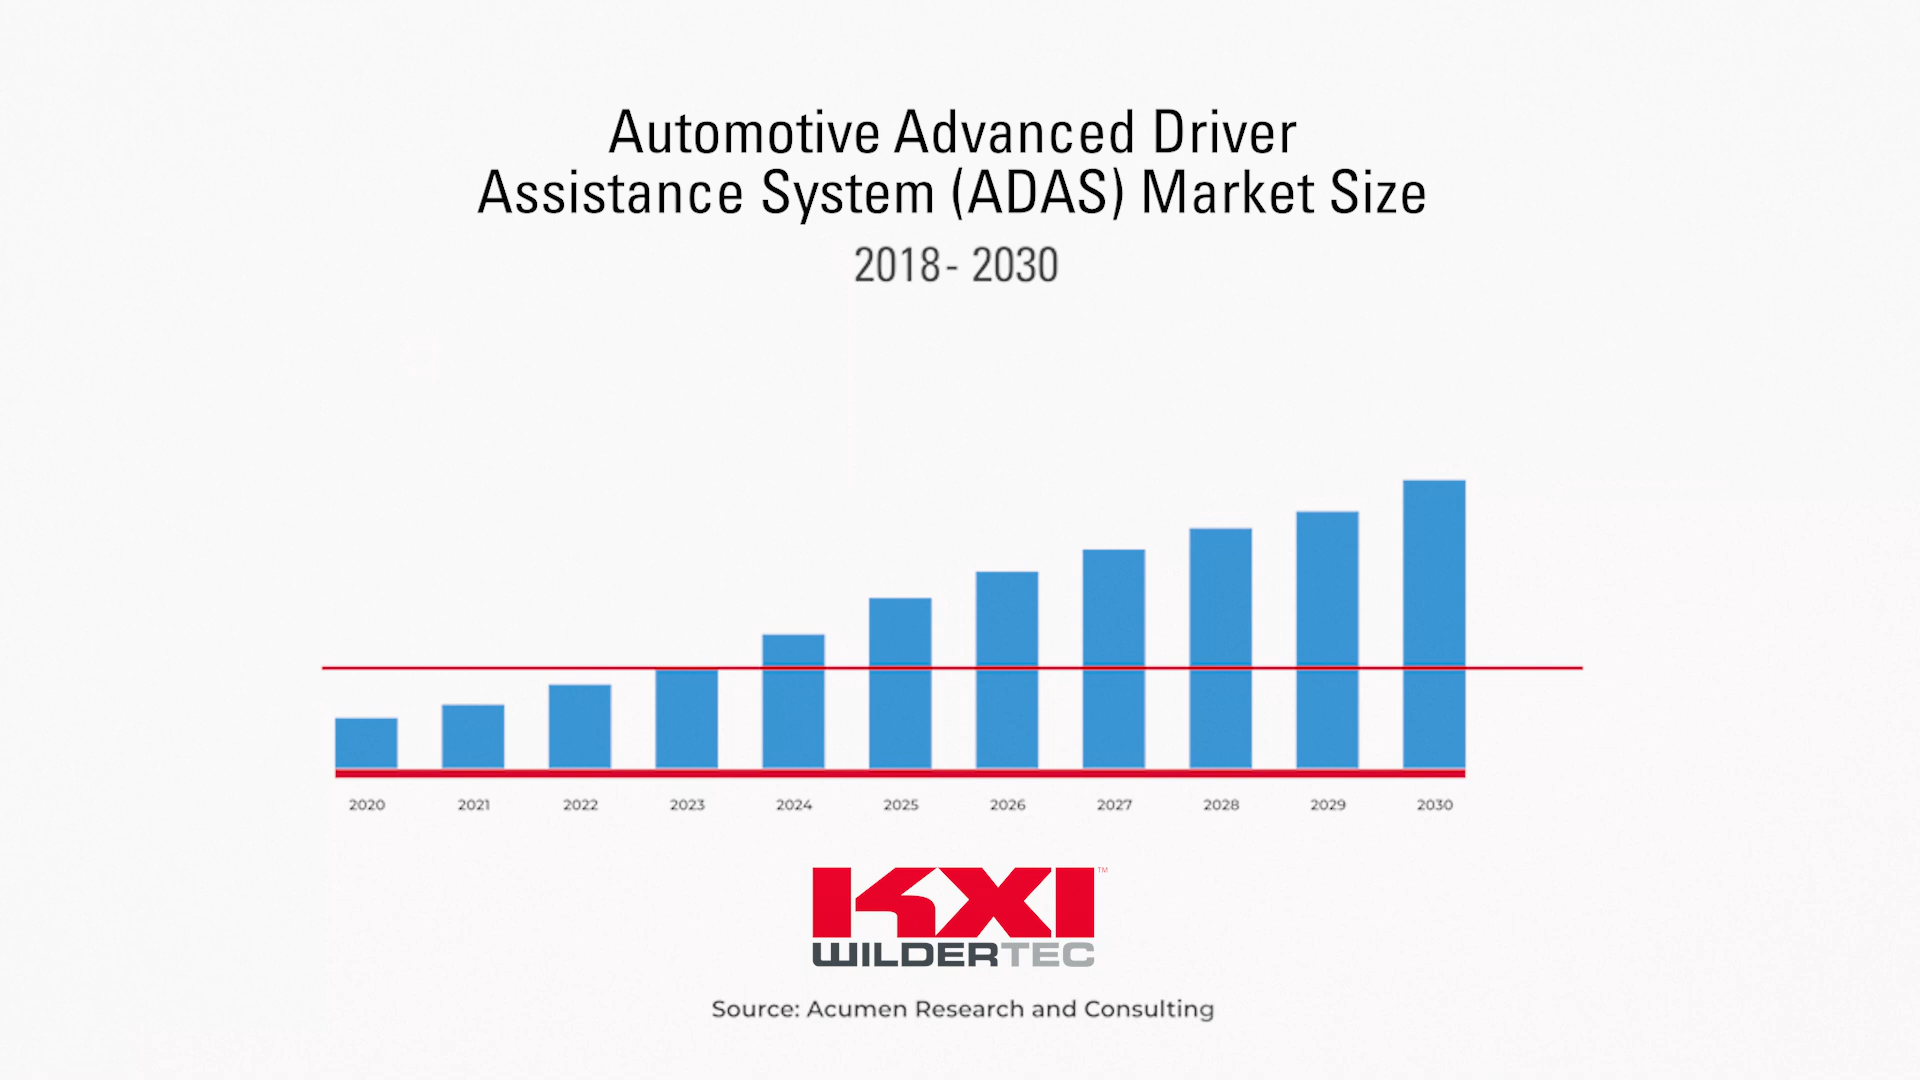 Automotive Advanced Driver
Assistance System (ADAS) Market Size
2018- 2030
2020 2021 2022 2023 2024 2025 2026 2027 2028 2029 2030
KXI™
WILDERTEC
Source: Acumen Research and Consulting